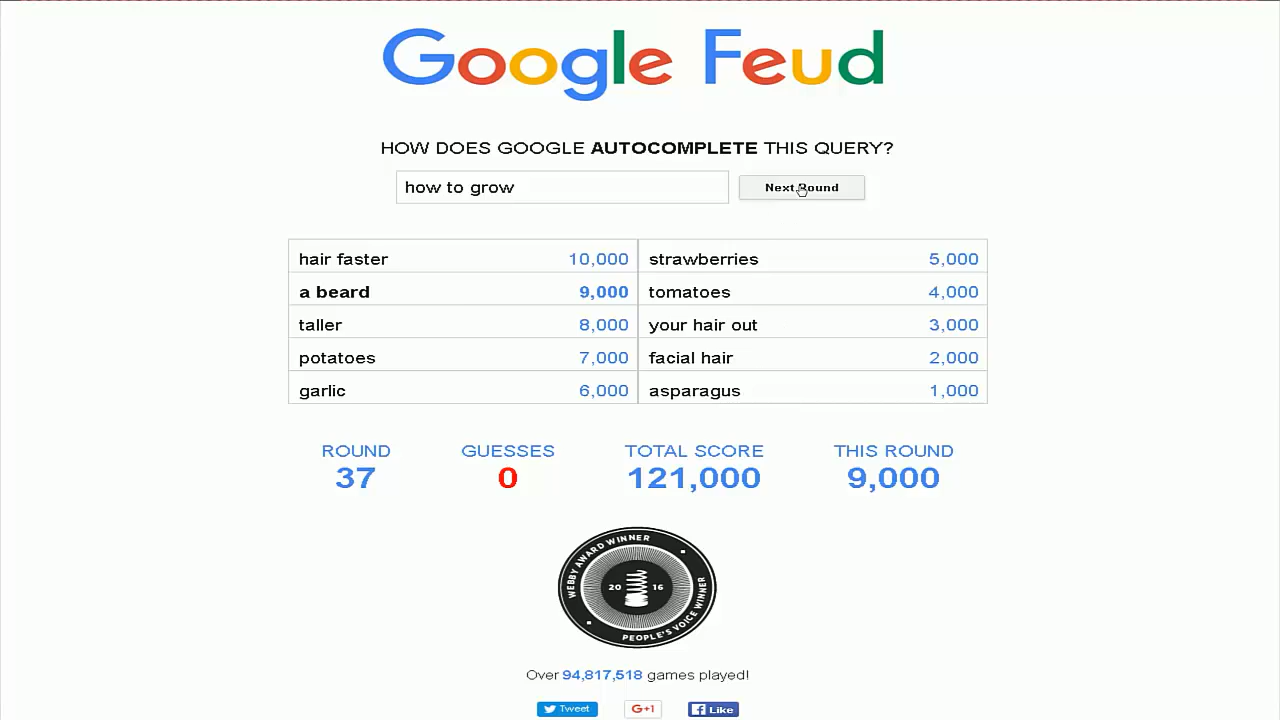 Google Feud
HOW DOES GOOGLE AUTOCOMPLETE THIS QUERY?
how to grow
Next Round
hair faster 10,000 strawberries 5,000
a beard 9,000 tomatoes 4,000
taller 8,000 your hair out 3,000
potatoes 7,000 facial hair 2,000
garlic 6,000 asparagus 1,000
ROUND GUESSES TOTAL SCORE THIS ROUND
37 0 121,000 9,000
WEBBY AWARD WINNER
20 16
PEOPLE'S VOICE WINNER
Over 94,817,518 games played!
Tweet G+1 Like